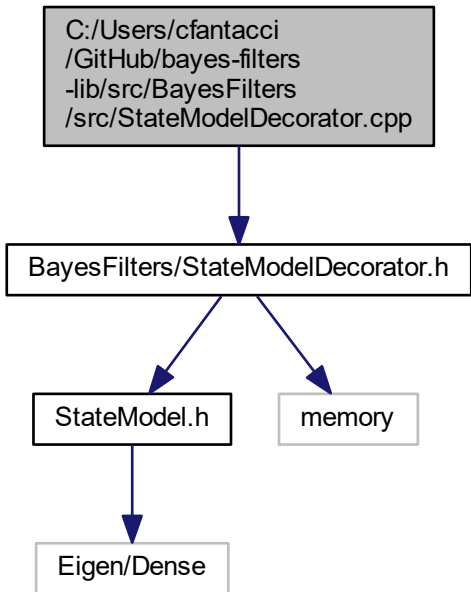 C:/Users/cfantacci
/GitHub/bayes-filters
-lib/src/BayesFilters
/src/StateModelDecorator.cpp
BayesFilters/StateModelDecorator.h
StateModel.h
memory
Eigen/Dense